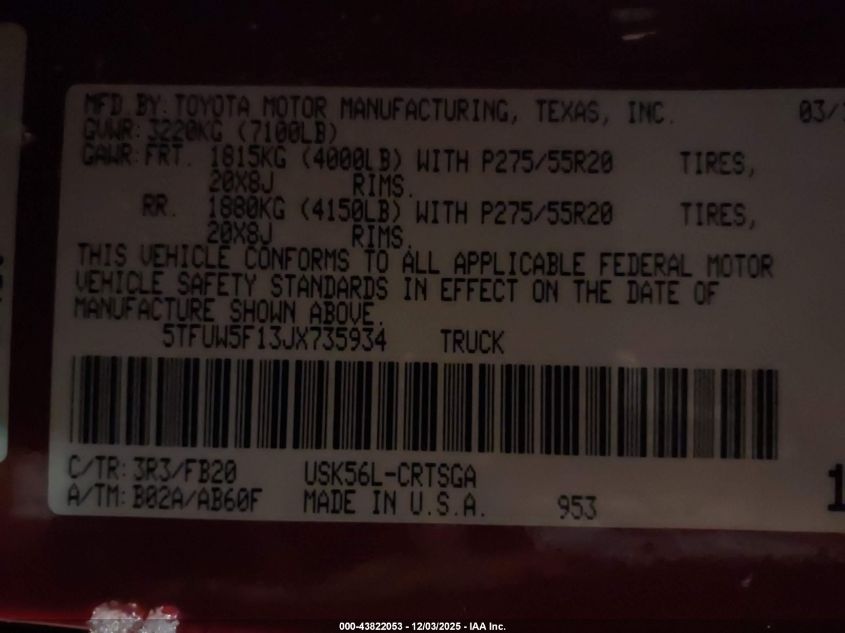 MFD. BY: TOYOTA MOTOR MANUFACTURING, TEXAS, INC. 03/
GVWR: 3220KG (7100LB)
GAWR: FRT. 1815KG (4000LB) WITH P275/55R20 TIRES,
20X8J RIMS.
RR. 1880KG (4150LB) WITH P275/55R20 TIRES,
20X8J RIMS.
THIS VEHICLE CONFORMS TO ALL APPLICABLE FEDERAL MOTOR
VEHICLE SAFETY STANDARDS IN EFFECT ON THE DATE OF
MANUFACTURE SHOWN ABOVE.
5TFUW5F13JX735934 TRUCK
C/TR: 3R3/FB20 USK56L-CRTSGA
A/TM: B02A/AB60F MADE IN U.S.A. 953 1
000-43822053 - 12/03/2025 - IAA Inc.